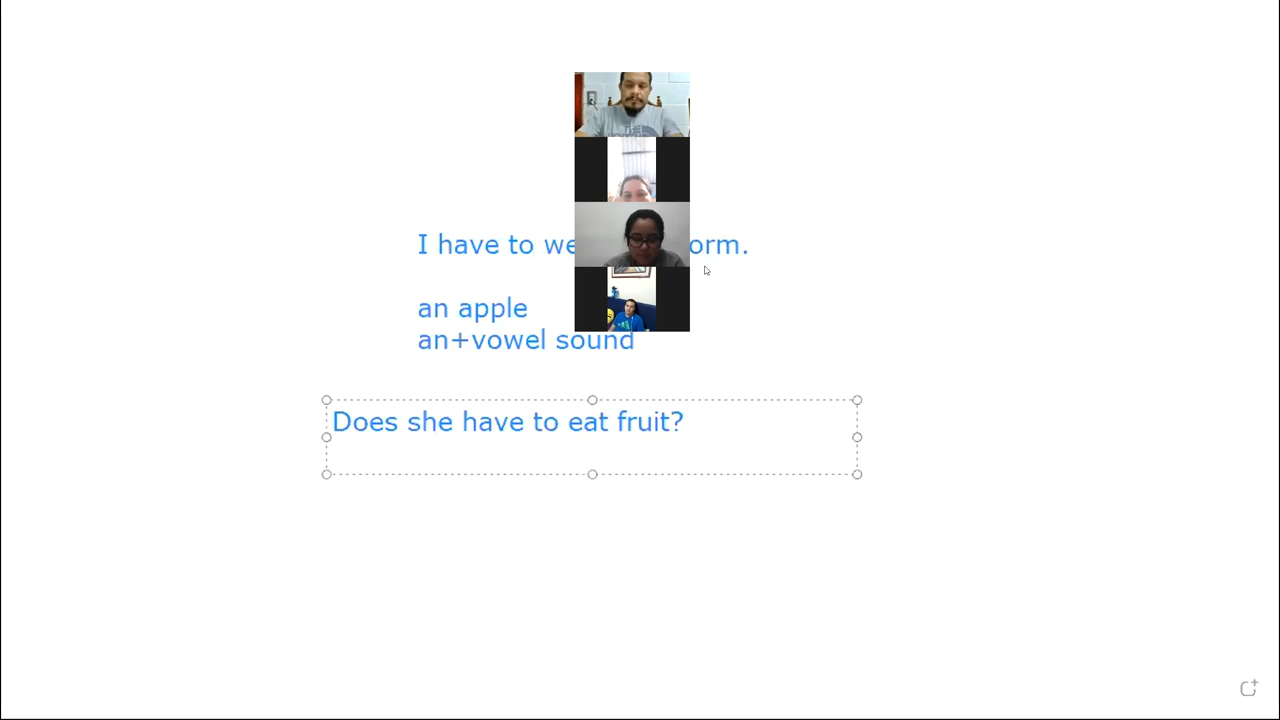 I have to we orm.
an apple
an+vowel sound
Does she have to eat fruit?